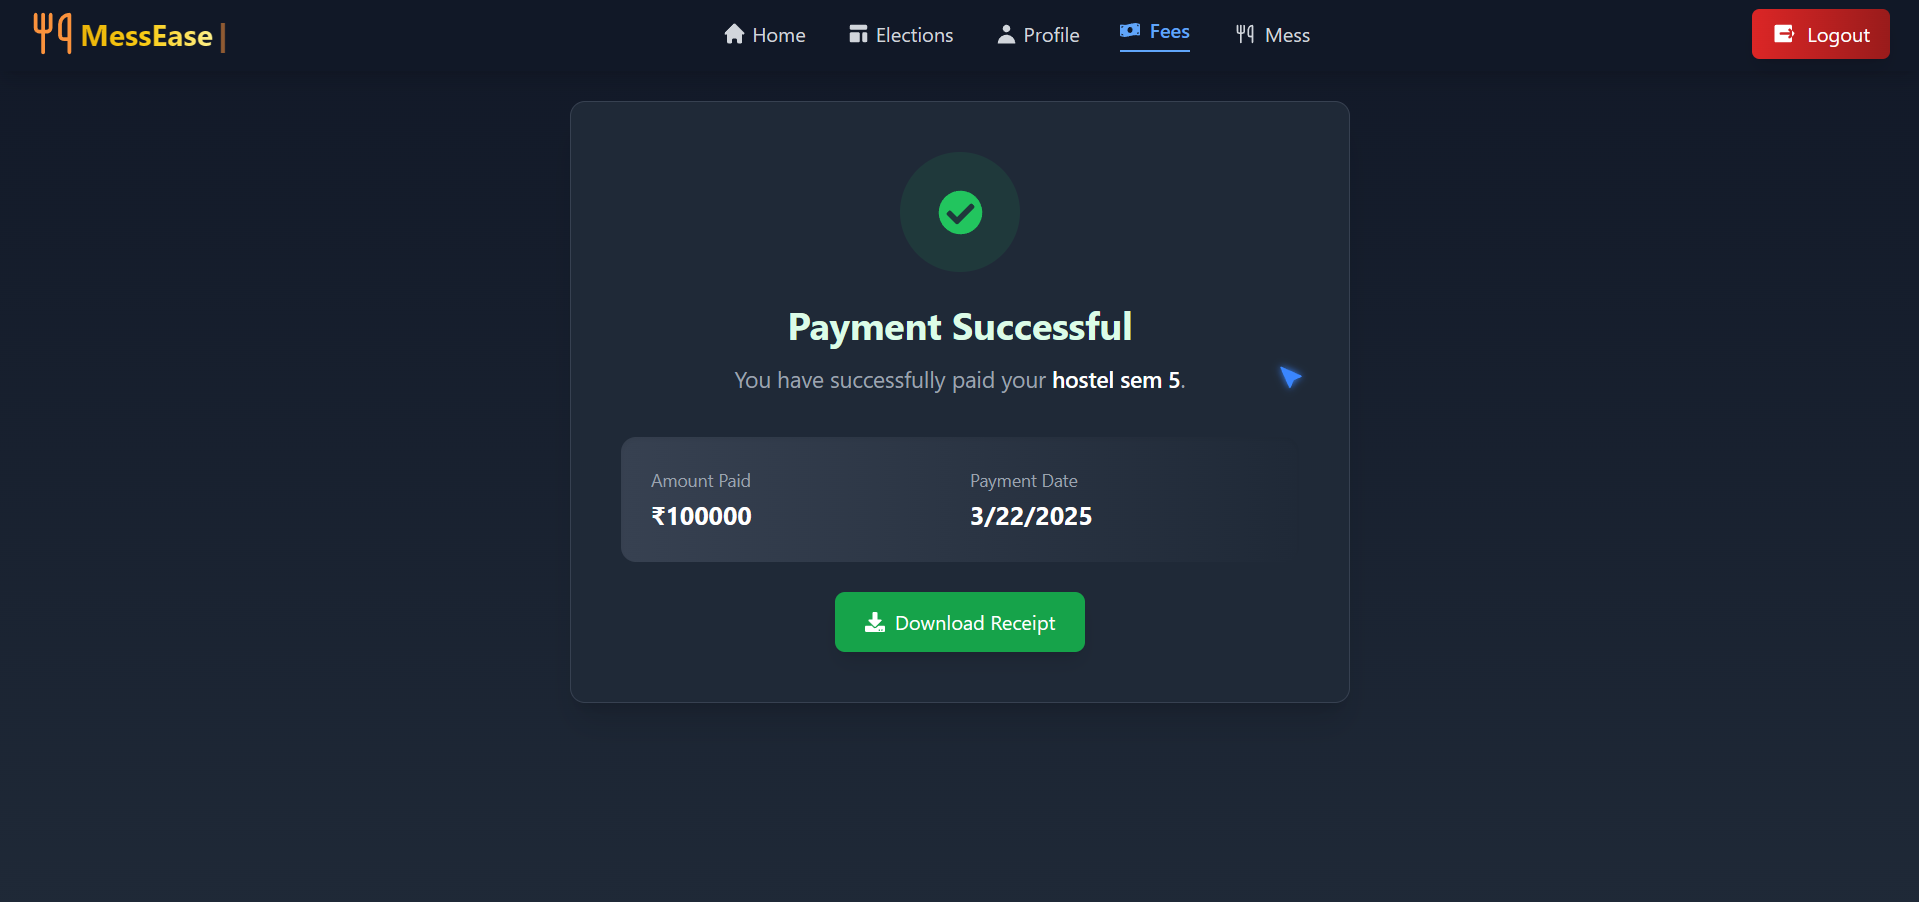 MessEase
Home
Elections
Profile
Fees
Mess
Logout
Payment Successful
You have successfully paid your hostel sem 5.
Amount Paid
₹100000
Payment Date
3/22/2025
Download Receipt